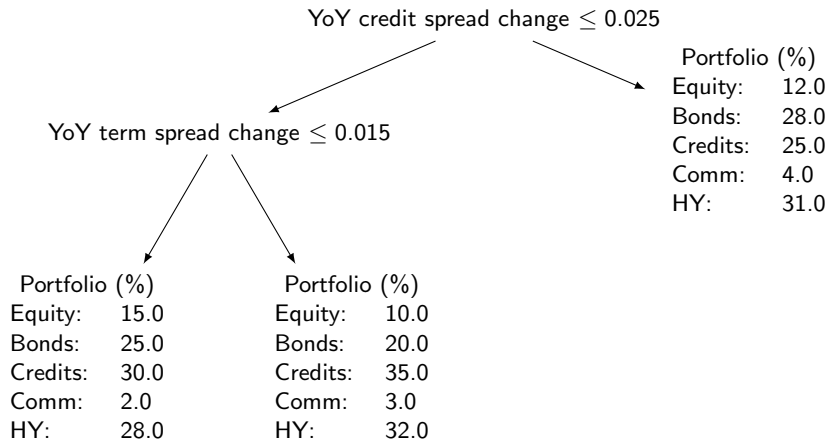 YoY credit spread change ≤ 0.025
Portfolio (%)
Equity: 12.0
Bonds: 28.0
Credits: 25.0
Comm: 4.0
HY: 31.0
YoY term spread change ≤ 0.015
Portfolio (%)
Equity: 15.0
Bonds: 25.0
Credits: 30.0
Comm: 2.0
HY: 28.0
Portfolio (%)
Equity: 10.0
Bonds: 20.0
Credits: 35.0
Comm: 3.0
HY: 32.0